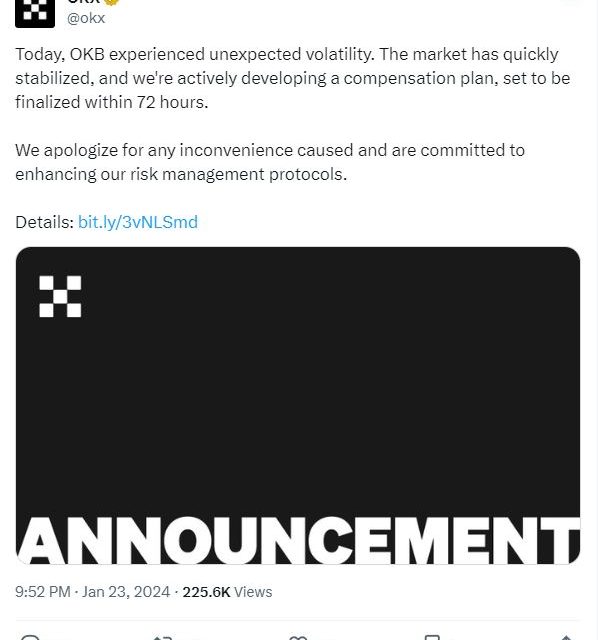 OKX
@okx
Today, OKB experienced unexpected volatility. The market has quickly
stabilized, and we're actively developing a compensation plan, set to be
finalized within 72 hours.
We apologize for any inconvenience caused and are committed to
enhancing our risk management protocols.
Details: bit.ly/3vNLSmd
ANNOUNCEMENT
9:52 PM · Jan 23, 2024 · 225.6K Views